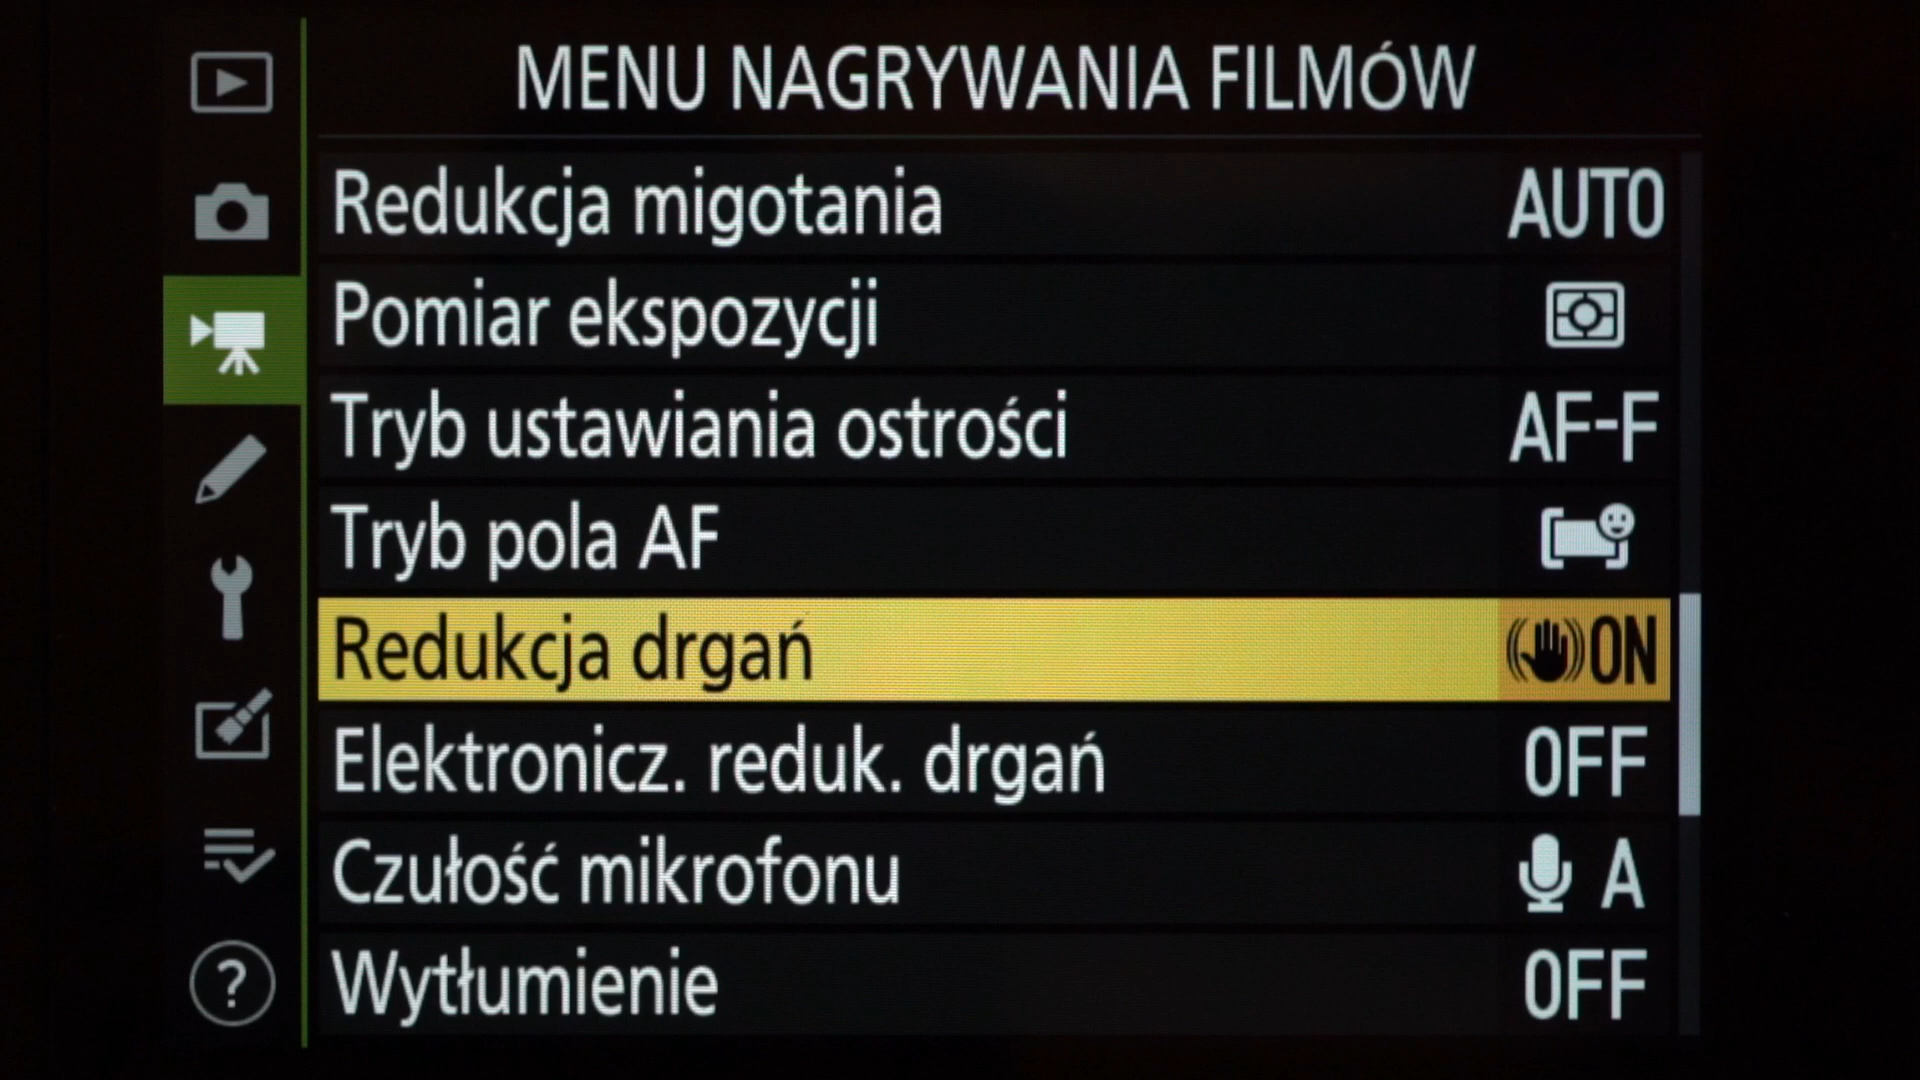 MENU NAGRYWANIA FILMÓW
Redukcja migotania AUTO
Pomiar ekspozycji
Tryb ustawiania ostrości AF-F
Tryb pola AF
Redukcja drgań ON
Elektronicz. reduk. drgań OFF
Czułość mikrofonu A
Wytłumienie OFF
?